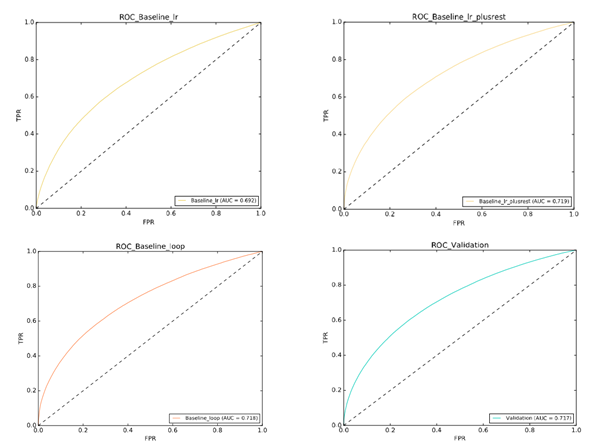 ROC_Baseline_lr
1.0
0.8
0.6
0.4
0.2
0.0
TPR
0.0 0.2 0.4 0.6 0.8 1.0
FPR
Baseline_lr (AUC = 0.692)
ROC_Baseline_lr_plusrest
1.0
0.8
0.6
0.4
0.2
0.0
TPR
0.0 0.2 0.4 0.6 0.8 1.0
FPR
Baseline_lr_plusrest (AUC = 0.719)
ROC_Baseline_loop
1.0
0.8
0.6
0.4
0.2
0.0
TPR
0.0 0.2 0.4 0.6 0.8 1.0
FPR
Baseline_loop (AUC = 0.718)
ROC_Validation
1.0
0.8
0.6
0.4
0.2
0.0
TPR
0.0 0.2 0.4 0.6 0.8 1.0
FPR
Validation (AUC = 0.717)